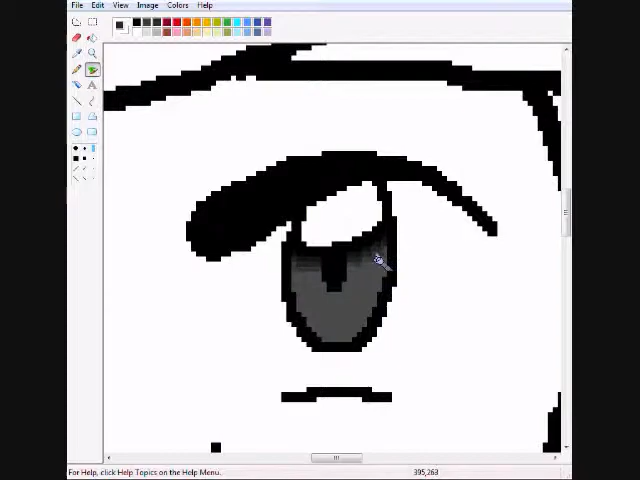 File Edit View Image Colors Help
A
For Help, click Help Topics on the Help Menu.
395,263